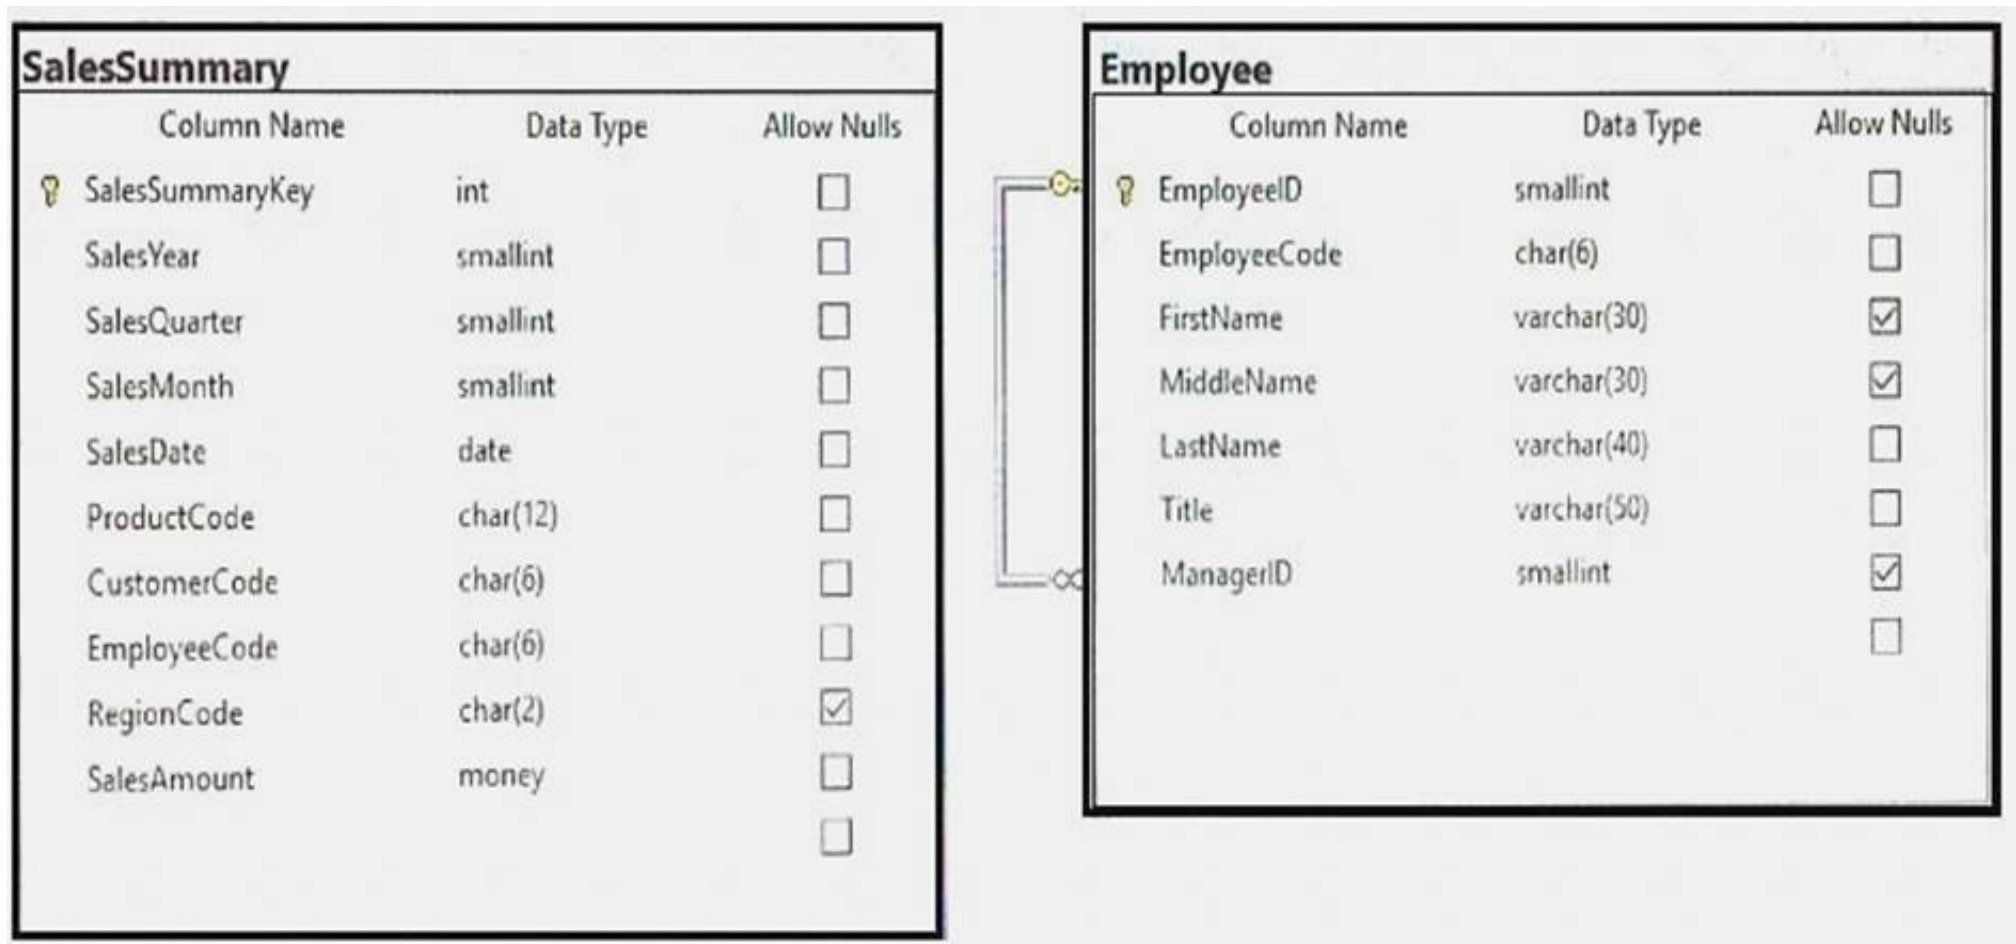 SalesSummary
Column Name Data Type Allow Nulls
SalesSummaryKey int
SalesYear smallint
SalesQuarter smallint
SalesMonth smallint
SalesDate date
ProductCode char(12)
CustomerCode char(6)
EmployeeCode char(6)
RegionCode char(2)
SalesAmount money
Employee
Column Name Data Type Allow Nulls
EmployeeID smallint
EmployeeCode char(6)
FirstName varchar(30)
MiddleName varchar(30)
LastName varchar(40)
Title varchar(50)
ManagerID smallint